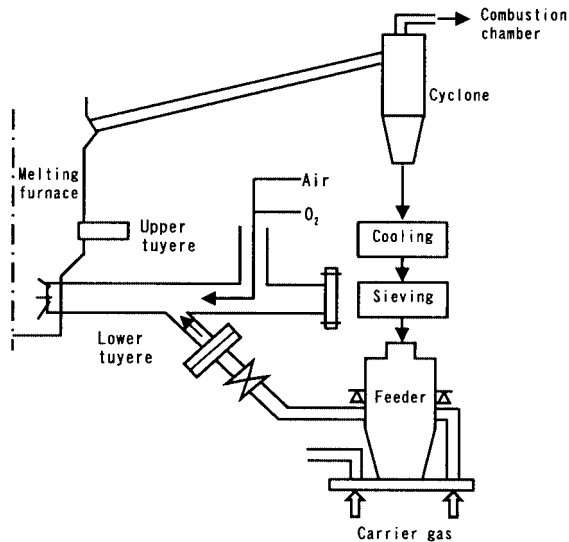 Combustion
chamber
Cyclone
Melting
furnace
Air
O₂
Upper
tuyere
Cooling
Sieving
Lower
tuyere
Feeder
Carrier gas